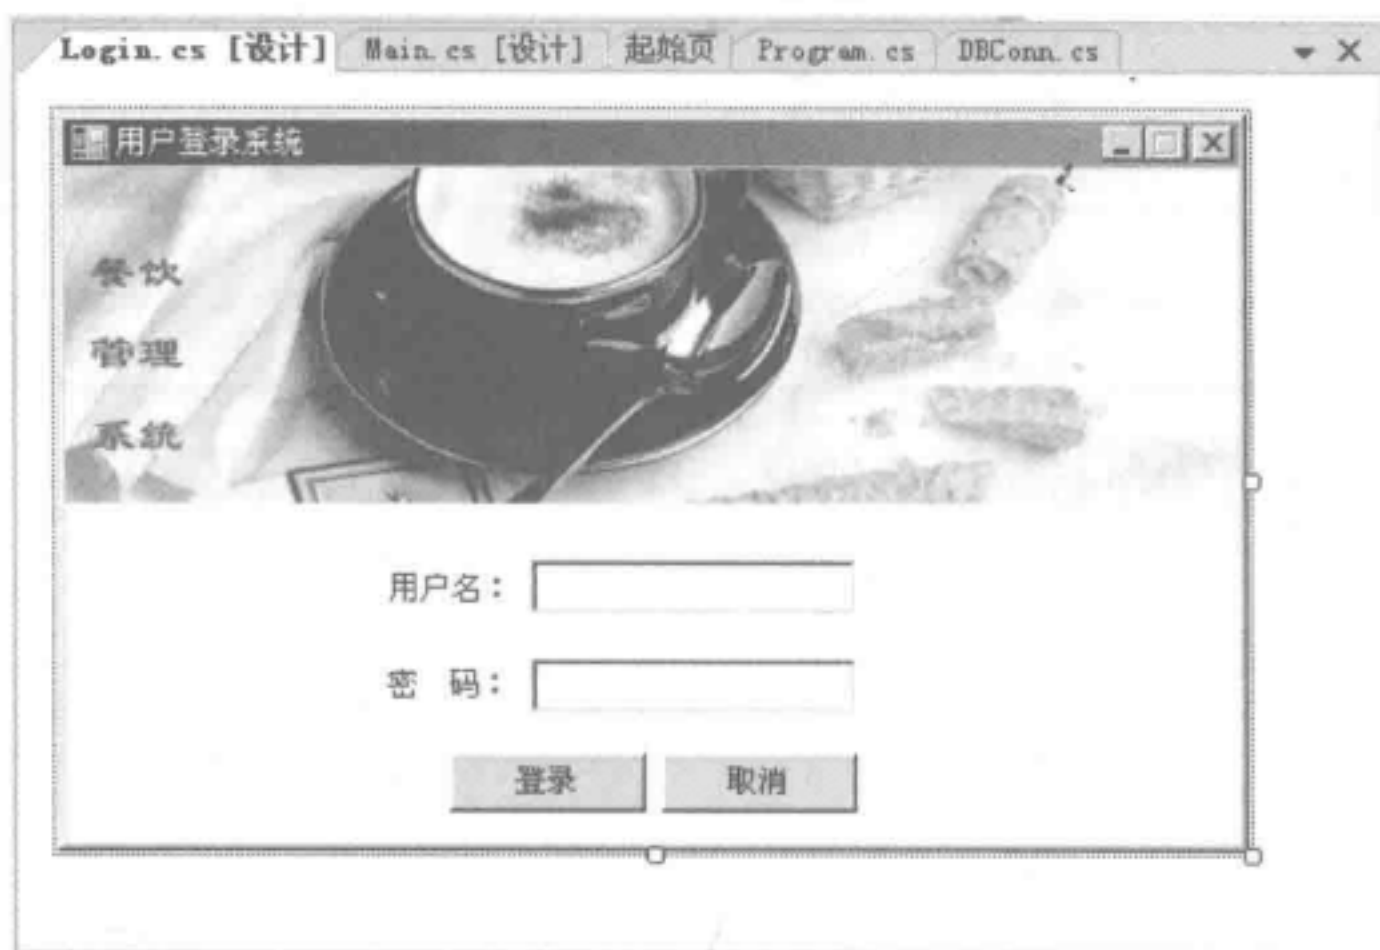 Login.cs [设计] Main.cs [设计] 起始页 Program.cs DBConn.cs
用户登录系统
餐饮
管理
系统
用户名：
密 码：
登录 取消